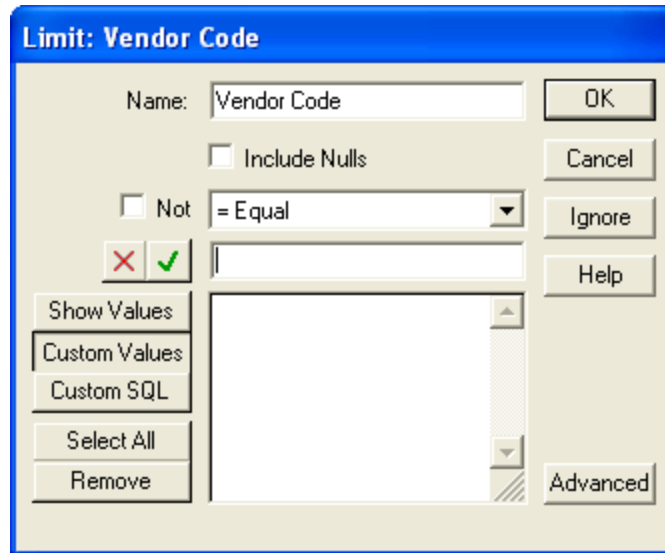 Limit: Vendor Code
Name: Vendor Code OK
Include Nulls Cancel
Not = Equal Ignore
Help
Show Values
Custom Values
Custom SQL
Select All
Remove Advanced